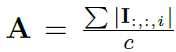 A = ∑ |I:,:,i| / c